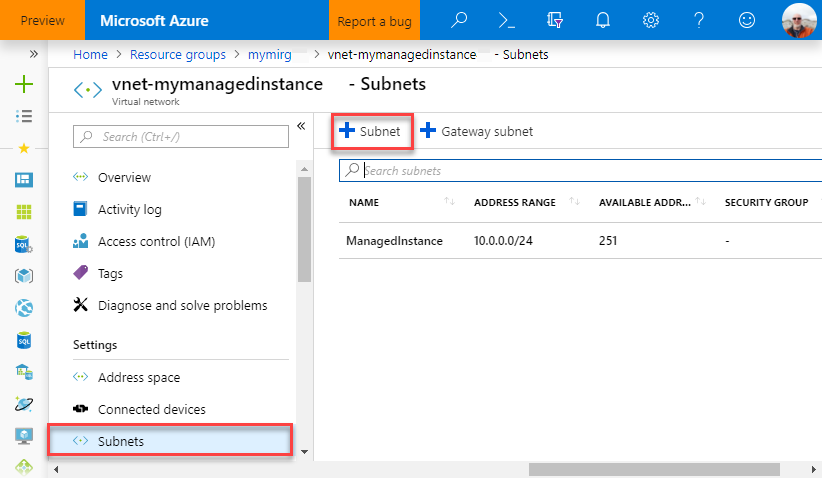 Preview Microsoft Azure Report a bug
» Home > Resource groups > mymirg > vnet-mymanagedinstance - Subnets
vnet-mymanagedinstance - Subnets
Virtual network
Search (Ctrl+/) «
+ Subnet + Gateway subnet
Search subnets
NAME ADDRESS RANGE AVAILABLE ADDR... SECURITY GROUP
ManagedInstance 10.0.0.0/24 251 -
Overview
Activity log
Access control (IAM)
Tags
Diagnose and solve problems
Settings
Address space
Connected devices
Subnets
SQL
SQL